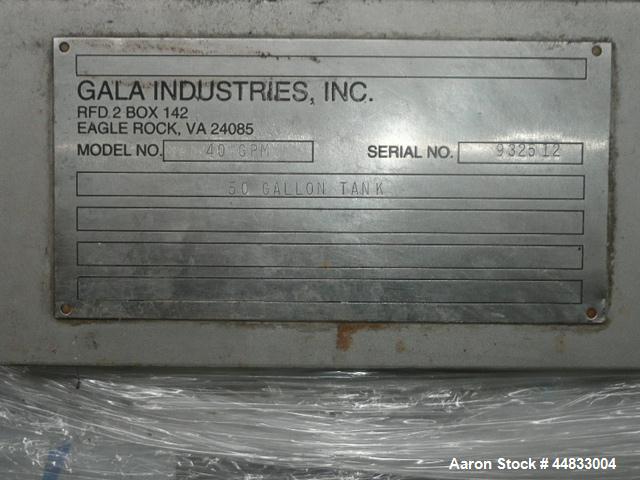 GALA INDUSTRIES, INC.
RFD 2 BOX 142
EAGLE ROCK, VA 24085
MODEL NO. 40 GPM SERIAL NO. 932512
50 GALLON TANK
Aaron Stock # 44833004